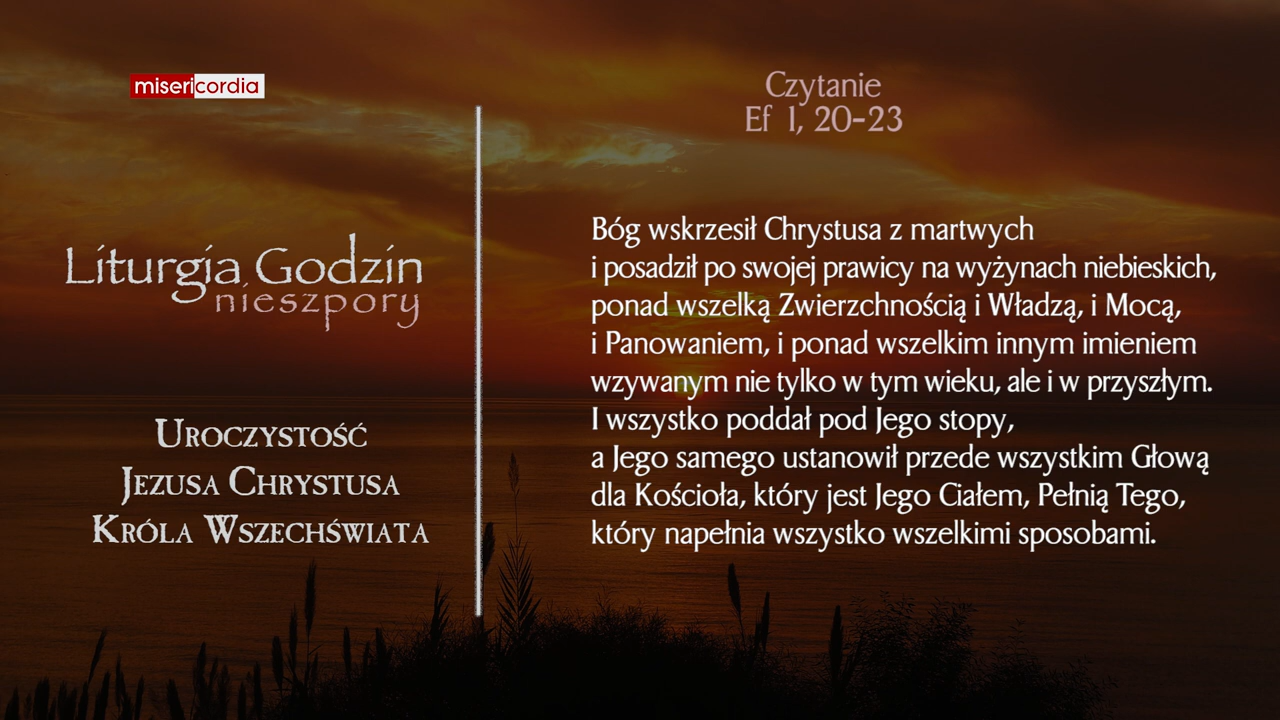 misericordia
Liturgia Godzin
nieszpory
Uroczystość
Jezusa Chrystusa
Króla Wszechświata
Czytanie
Ef 1, 20-23
Bóg wskrzesił Chrystusa z martwych
i posadził po swojej prawicy na wyżynach niebieskich,
ponad wszelką Zwierzchnością i Władzą, i Mocą,
i Panowaniem, i ponad wszelkim innym imieniem
wzywanym nie tylko w tym wieku, ale i w przyszłym.
I wszystko poddał pod Jego stopy,
a Jego samego ustanowił przede wszystkim Głową
dla Kościoła, który jest Jego Ciałem, Pełnią Tego,
który napełnia wszystko wszelkimi sposobami.